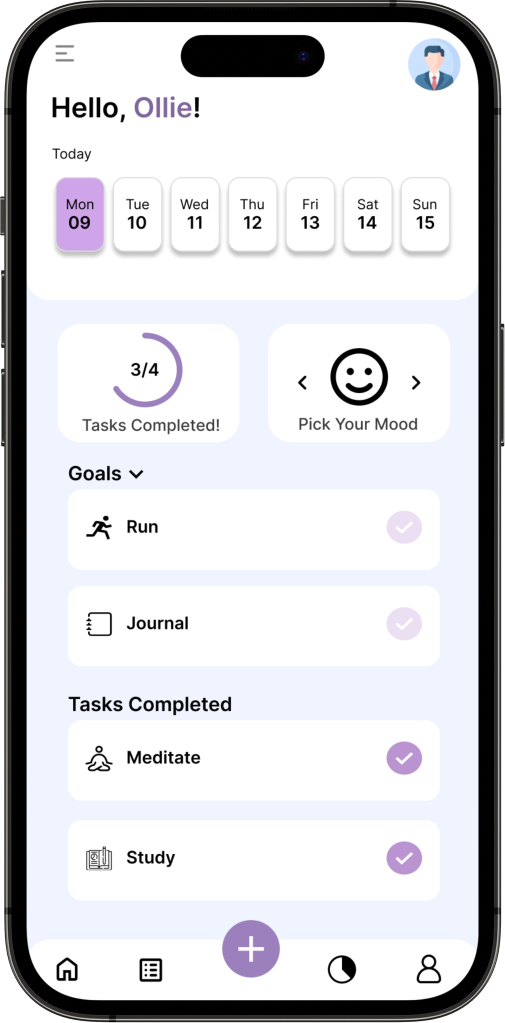 Hello, Ollie!
Today
Mon Tue Wed Thu Fri Sat Sun
09 10 11 12 13 14 15
3/4
Tasks Completed!
Pick Your Mood
Goals
Run
Journal
Tasks Completed
Meditate
Study